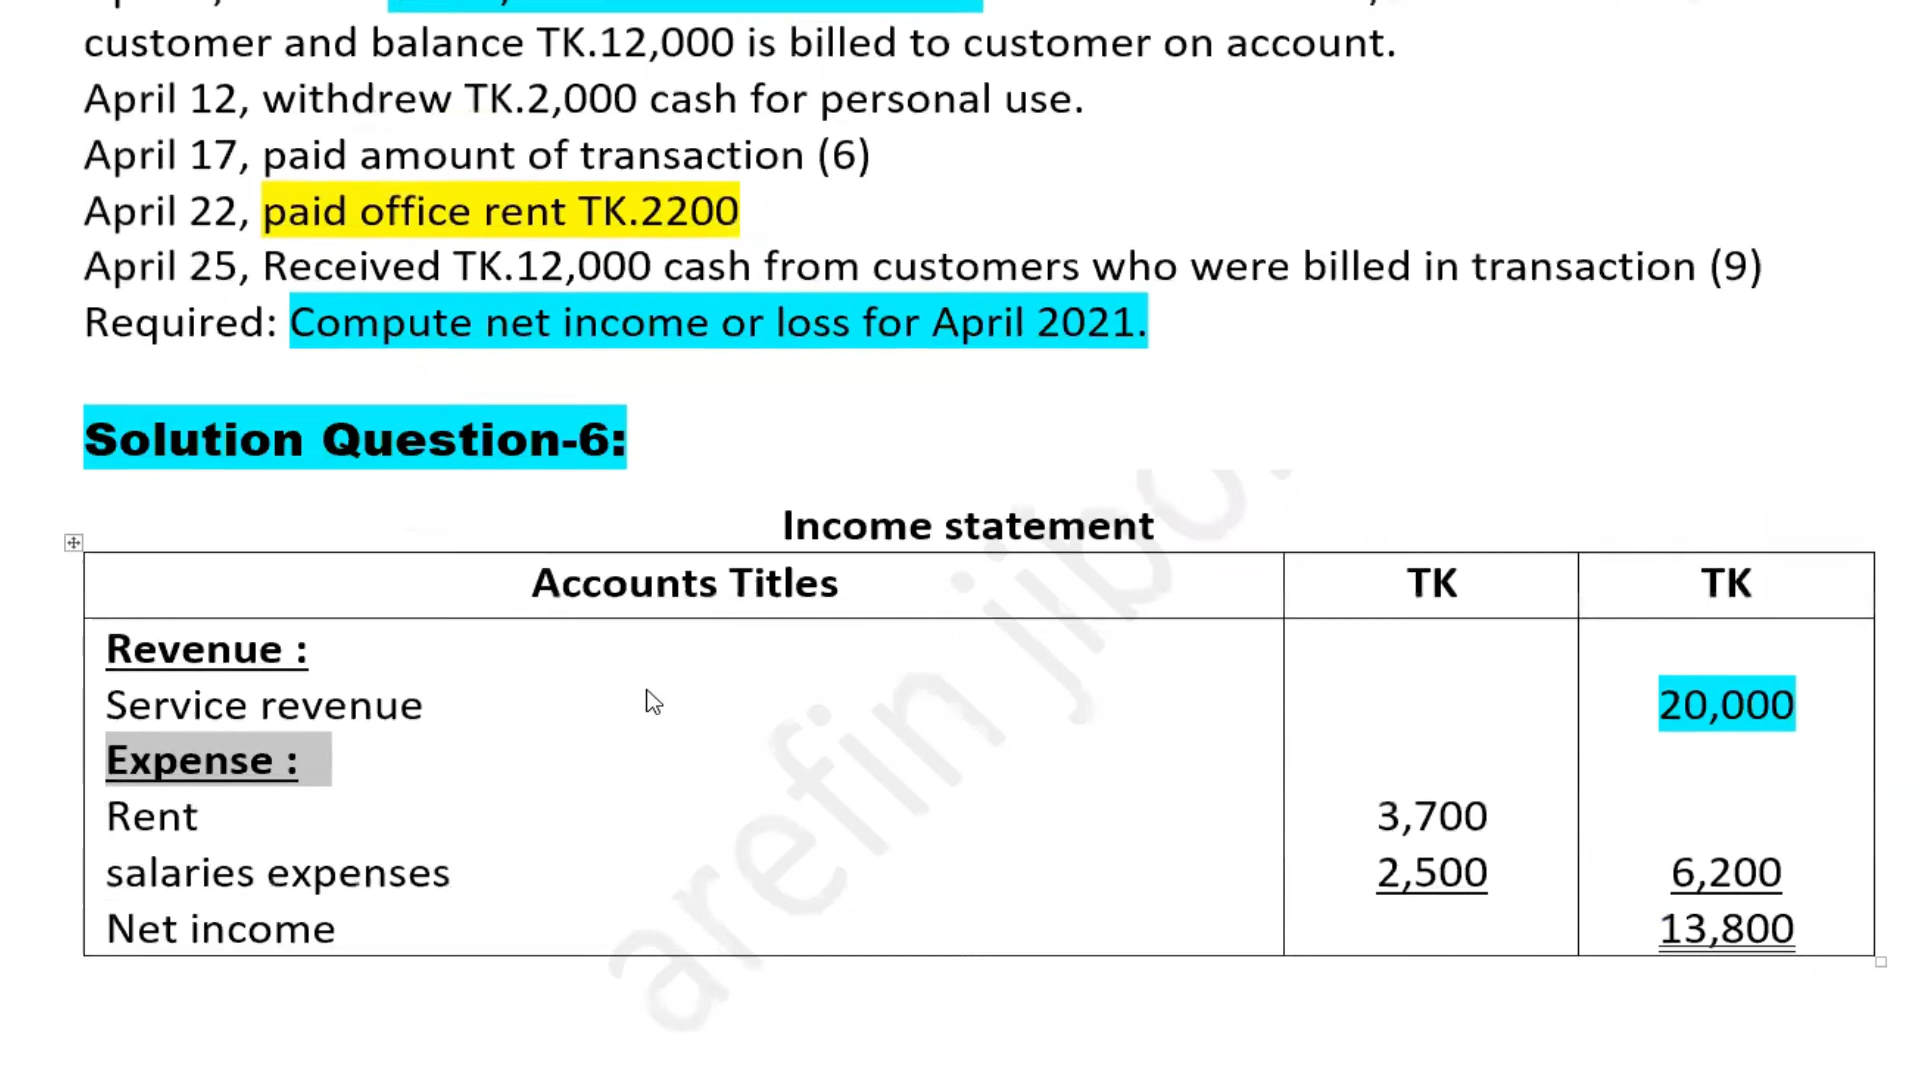 customer and balance TK.12,000 is billed to customer on account.
April 12, withdrew TK.2,000 cash for personal use.
April 17, paid amount of transaction (6)
April 22, paid office rent TK.2200
April 25, Received TK.12,000 cash from customers who were billed in transaction (9)
Required: Compute net income or loss for April 2021.
Solution Question-6:
Income statement
Accounts Titles TK TK
Revenue :
Service revenue 20,000
Expense :
Rent 3,700
salaries expenses 2,500 6,200
Net income 13,800
arefin